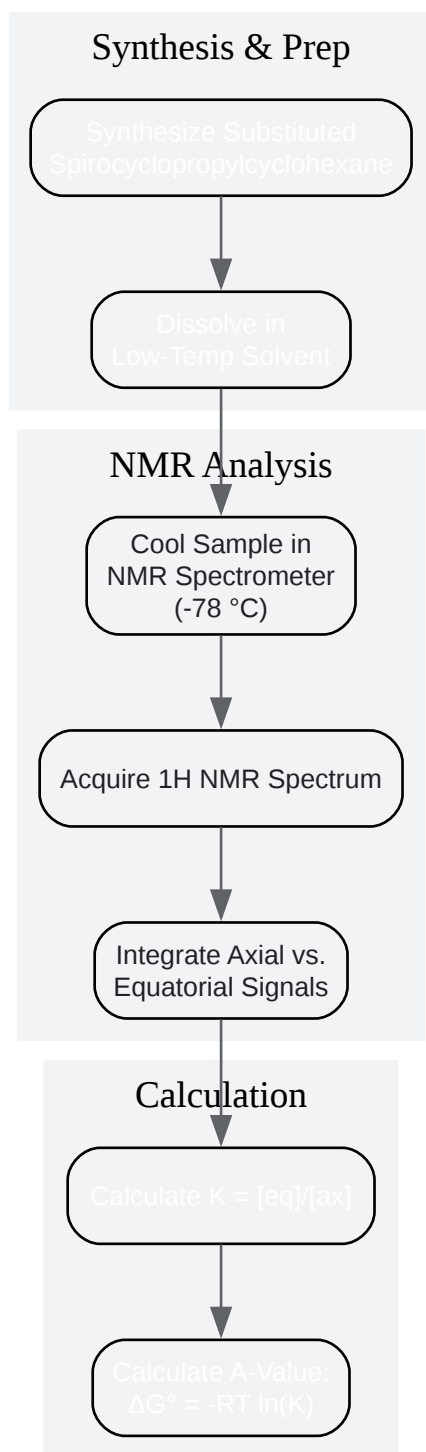 Synthesis & Prep
Synthesize Substituted
Spirocyclopropylcyclohexane
Dissolve in
Low-Temp Solvent
NMR Analysis
Cool Sample in
NMR Spectrometer
(-78 °C)
Acquire 1H NMR Spectrum
Integrate Axial vs.
Equatorial Signals
Calculation
Calculate K = [eq]/[ax]
Calculate A-Value:
ΔG° = -RT ln(K)